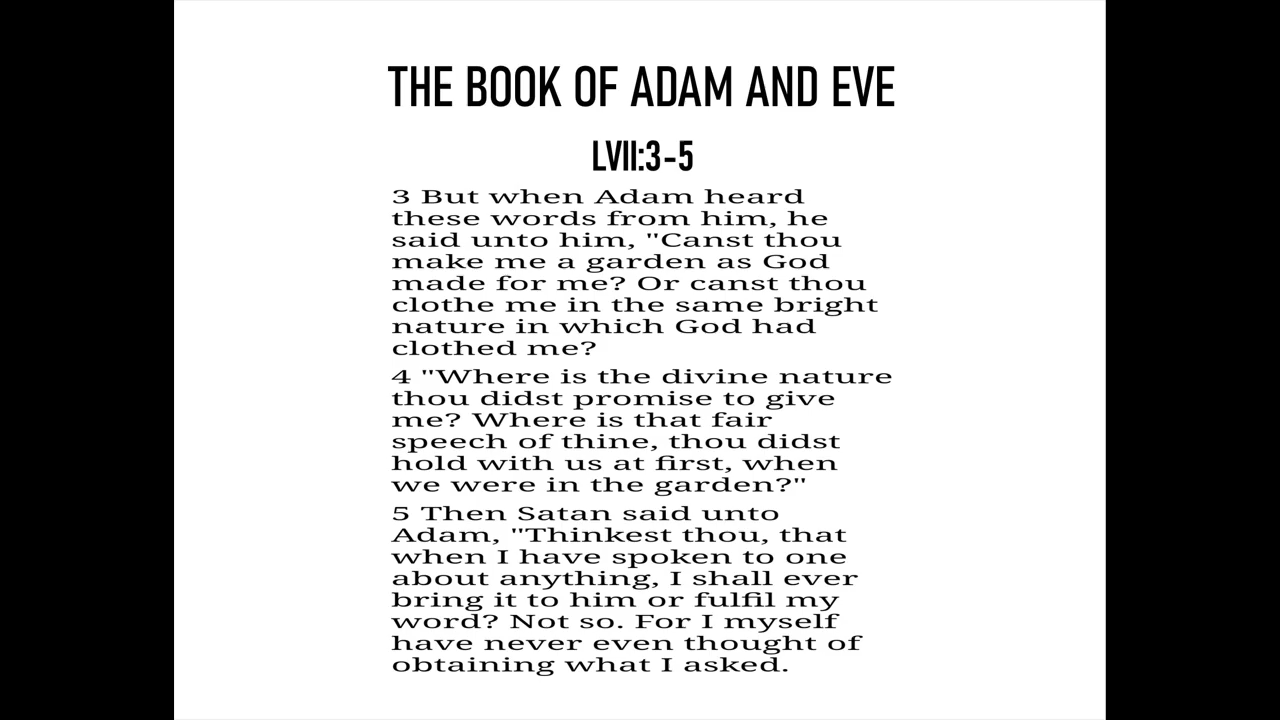 THE BOOK OF ADAM AND EVE
LVII:3-5
3 But when Adam heard
these words from him, he
said unto him, "Canst thou
make me a garden as God
made for me? Or canst thou
clothe me in the same bright
nature in which God had
clothed me?
4 "Where is the divine nature
thou didst promise to give
me? Where is that fair
speech of thine, thou didst
hold with us at first, when
we were in the garden?"
5 Then Satan said unto
Adam, "Thinkest thou, that
when I have spoken to one
about anything, I shall ever
bring it to him or fulfil my
word? Not so. For I myself
have never even thought of
obtaining what I asked.